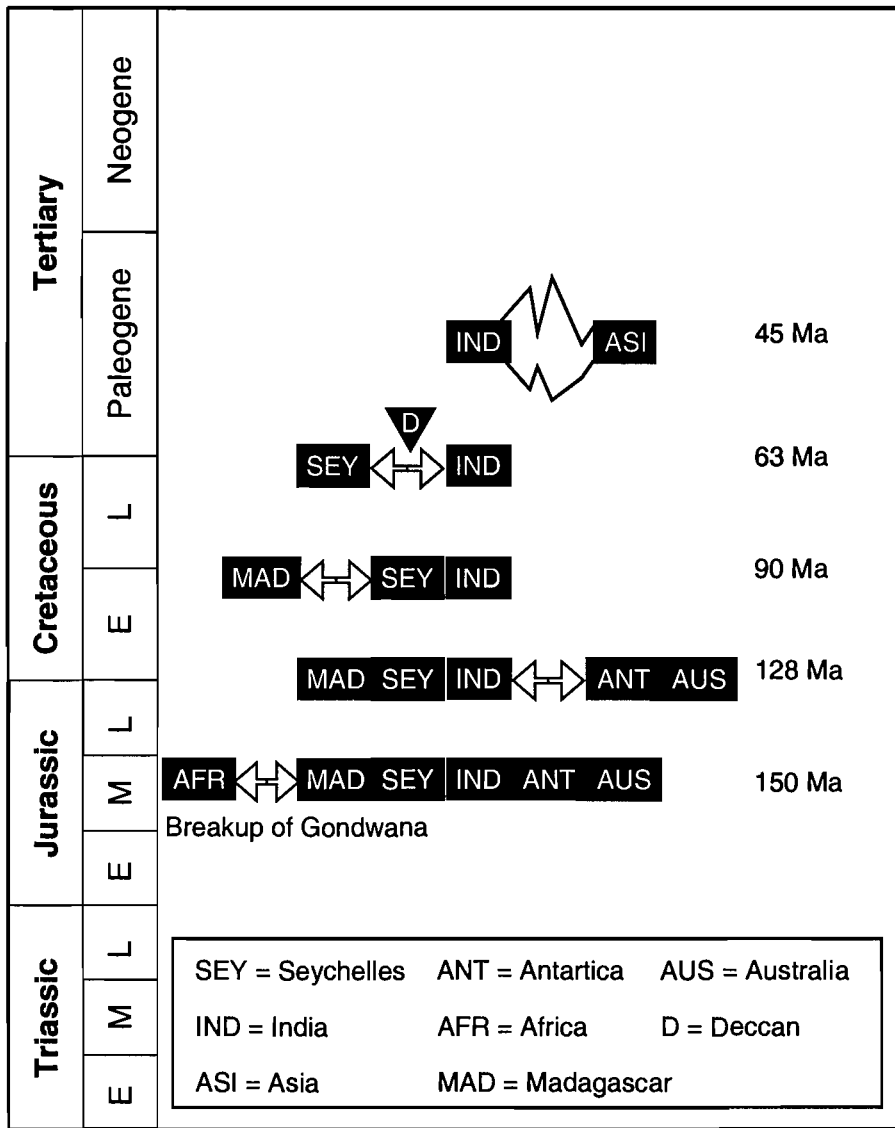 Tertiary
Neogene
Paleogene
IND ASI 45 Ma
D
SEY IND 63 Ma
Cretaceous
L
MAD SEY IND 90 Ma
E
MAD SEY IND ANT AUS 128 Ma
Jurassic
L
M
AFR MAD SEY IND ANT AUS 150 Ma
Breakup of Gondwana
E
Triassic
L
M
E
SEY = Seychelles ANT = Antartica AUS = Australia
IND = India AFR = Africa D = Deccan
ASI = Asia MAD = Madagascar